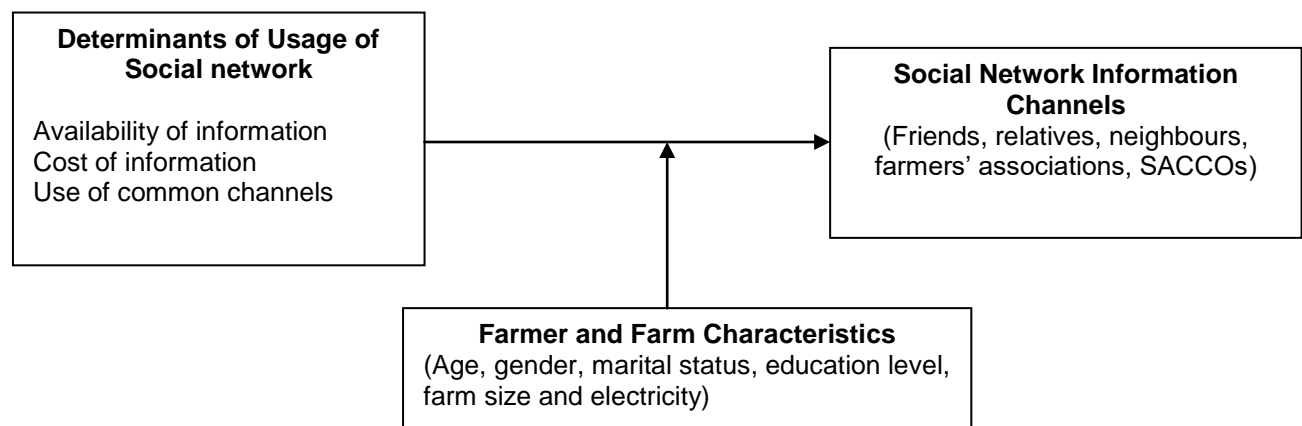 Determinants of Usage of
Social network
Availability of information
Cost of information
Use of common channels
Social Network Information
Channels
(Friends, relatives, neighbours,
farmers’ associations, SACCOs)
Farmer and Farm Characteristics
(Age, gender, marital status, education level,
farm size and electricity)